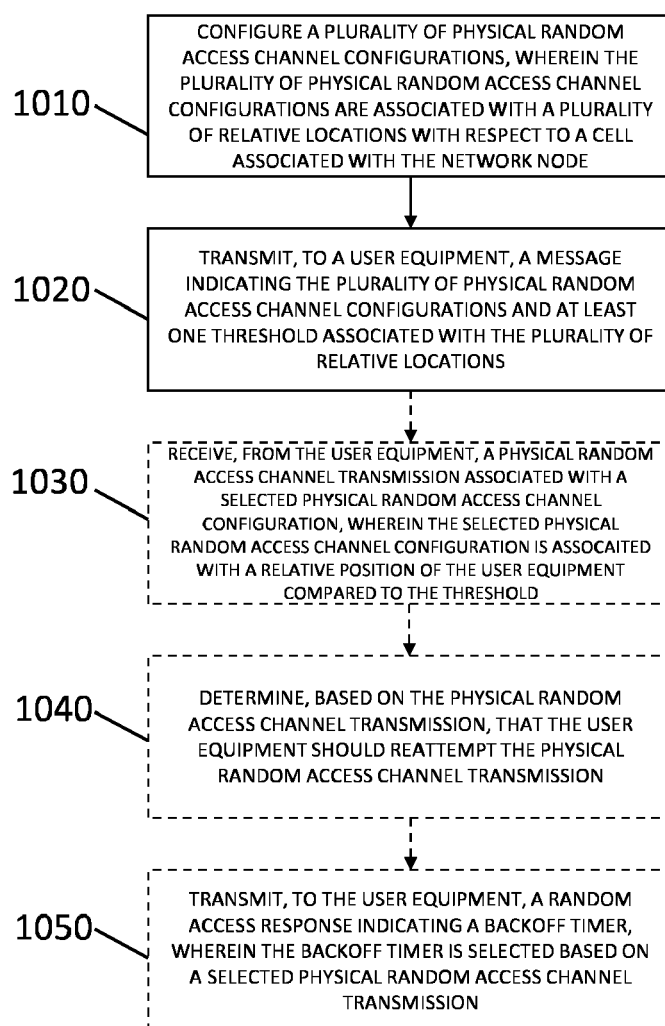 1010
CONFIGURE A PLURALITY OF PHYSICAL RANDOM
ACCESS CHANNEL CONFIGURATIONS, WHEREIN THE
PLURALITY OF PHYSICAL RANDOM ACCESS CHANNEL
CONFIGURATIONS ARE ASSOCIATED WITH A PLURALITY
OF RELATIVE LOCATIONS WITH RESPECT TO A CELL
ASSOCIATED WITH THE NETWORK NODE
1020
TRANSMIT, TO A USER EQUIPMENT, A MESSAGE
INDICATING THE PLURALITY OF PHYSICAL RANDOM
ACCESS CHANNEL CONFIGURATIONS AND AT LEAST
ONE THRESHOLD ASSOCIATED WITH THE PLURALITY OF
RELATIVE LOCATIONS
1030
RECEIVE, FROM THE USER EQUIPMENT, A PHYSICAL RANDOM
ACCESS CHANNEL TRANSMISSION ASSOCIATED WITH A
SELECTED PHYSICAL RANDOM ACCESS CHANNEL
CONFIGURATION, WHEREIN THE SELECTED PHYSICAL
RANDOM ACCESS CHANNEL CONFIGURATION IS ASSOCAITED
WITH A RELATIVE POSITION OF THE USER EQUIPMENT
COMPARED TO THE THRESHOLD
1040
DETERMINE, BASED ON THE PHYSICAL RANDOM
ACCESS CHANNEL TRANSMISSION, THAT THE USER
EQUIPMENT SHOULD REATTEMPT THE PHYSICAL
RANDOM ACCESS CHANNEL TRANSMISSION
1050
TRANSMIT, TO THE USER EQUIPMENT, A RANDOM
ACCESS RESPONSE INDICATING A BACKOFF TIMER,
WHEREIN THE BACKOFF TIMER IS SELECTED BASED ON
A SELECTED PHYSICAL RANDOM ACCESS CHANNEL
TRANSMISSION